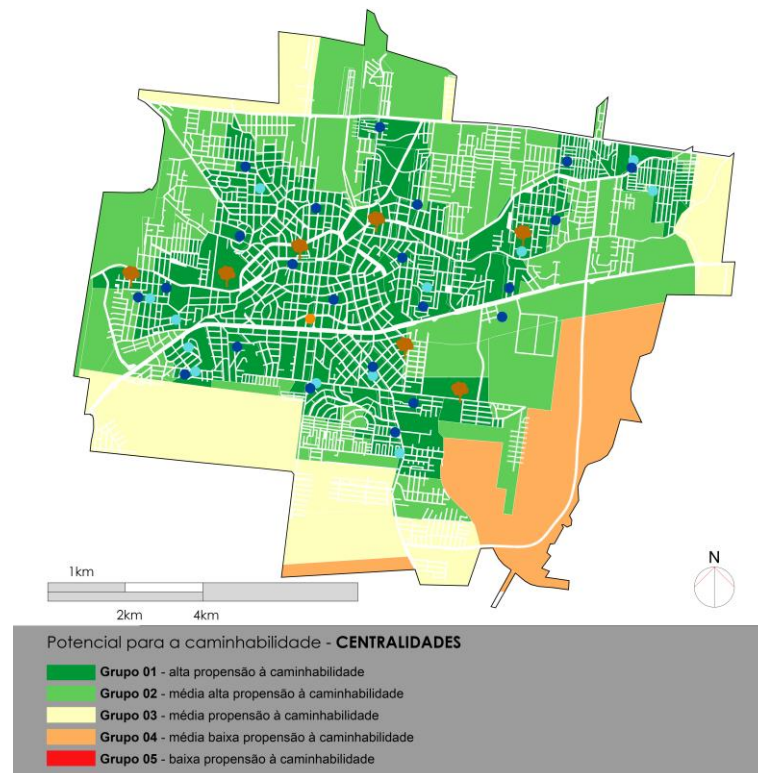 1km
2km 4km
N
Potencial para a caminhabilidade - CENTRALIDADES
Grupo 01 - alta propensão à caminhabilidade
Grupo 02 - média alta propensão à caminhabilidade
Grupo 03 - média propensão à caminhabilidade
Grupo 04 - média baixa propensão à caminhabilidade
Grupo 05 - baixa propensão à caminhabilidade